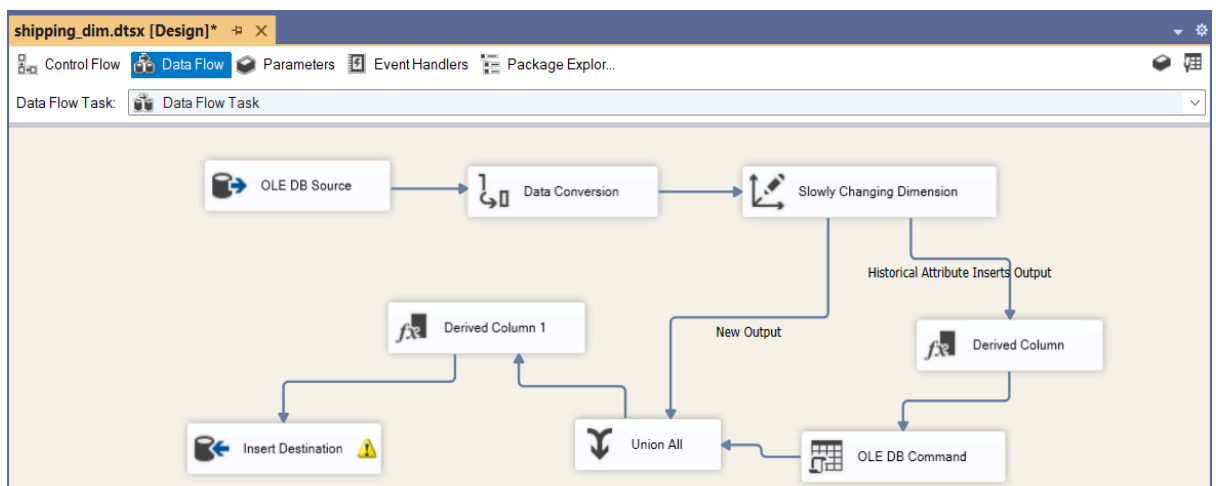 shipping_dim.dtsx [Design]*
Control Flow Data Flow Parameters Event Handlers Package Explor...
Data Flow Task: Data Flow Task
OLE DB Source
Data Conversion
Slowly Changing Dimension
Historical Attribute Inserts Output
Derived Column 1
New Output
Derived Column
Insert Destination
Union All
OLE DB Command